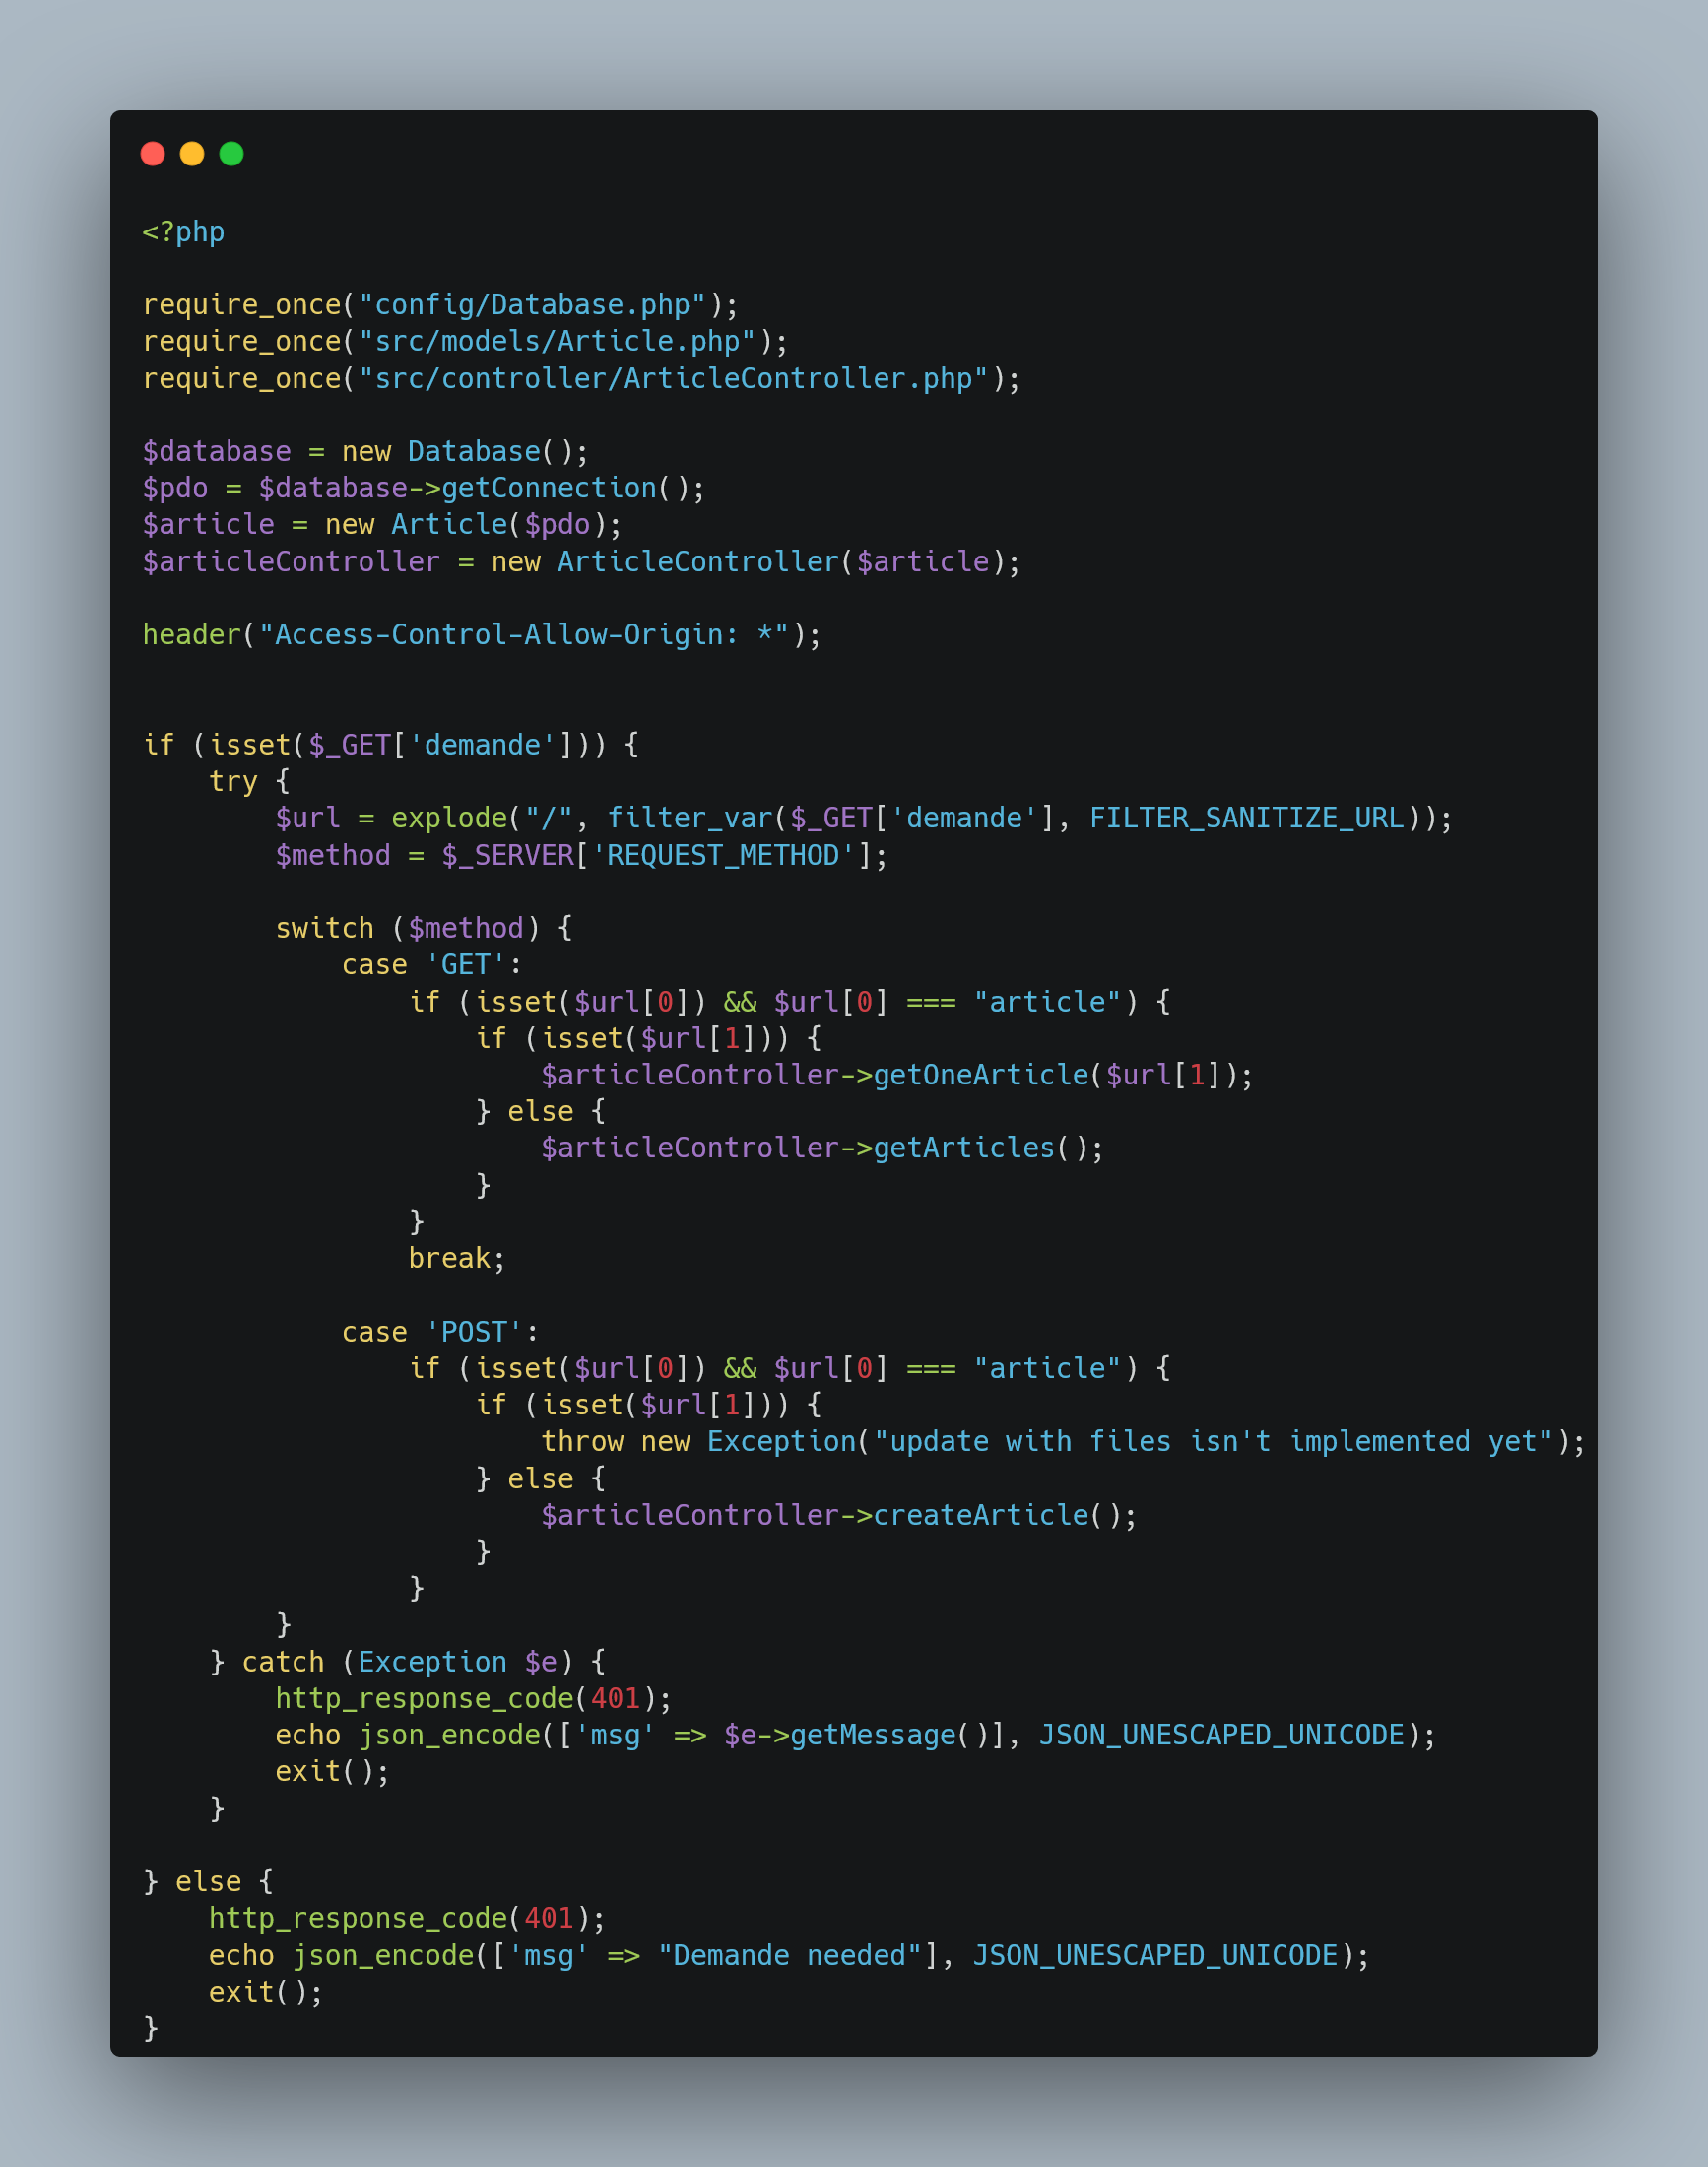 <?php

require_once("config/Database.php");
require_once("src/models/Article.php");
require_once("src/controller/ArticleController.php");

$database = new Database();
$pdo = $database->getConnection();
$article = new Article($pdo);
$articleController = new ArticleController($article);

header("Access-Control-Allow-Origin: *");


if (isset($_GET['demande'])) {
    try {
        $url = explode("/", filter_var($_GET['demande'], FILTER_SANITIZE_URL));
        $method = $_SERVER['REQUEST_METHOD'];

        switch ($method) {
            case 'GET':
                if (isset($url[0]) && $url[0] === "article") {
                    if (isset($url[1])) {
                        $articleController->getOneArticle($url[1]);
                    } else {
                        $articleController->getArticles();
                    }
                }
                break;

            case 'POST':
                if (isset($url[0]) && $url[0] === "article") {
                    if (isset($url[1])) {
                        throw new Exception("update with files isn't implemented yet");
                    } else {
                        $articleController->createArticle();
                    }
                }
        }
    } catch (Exception $e) {
        http_response_code(401);
        echo json_encode(['msg' => $e->getMessage()], JSON_UNESCAPED_UNICODE);
        exit();
    }

} else {
    http_response_code(401);
    echo json_encode(['msg' => "Demande needed"], JSON_UNESCAPED_UNICODE);
    exit();
}